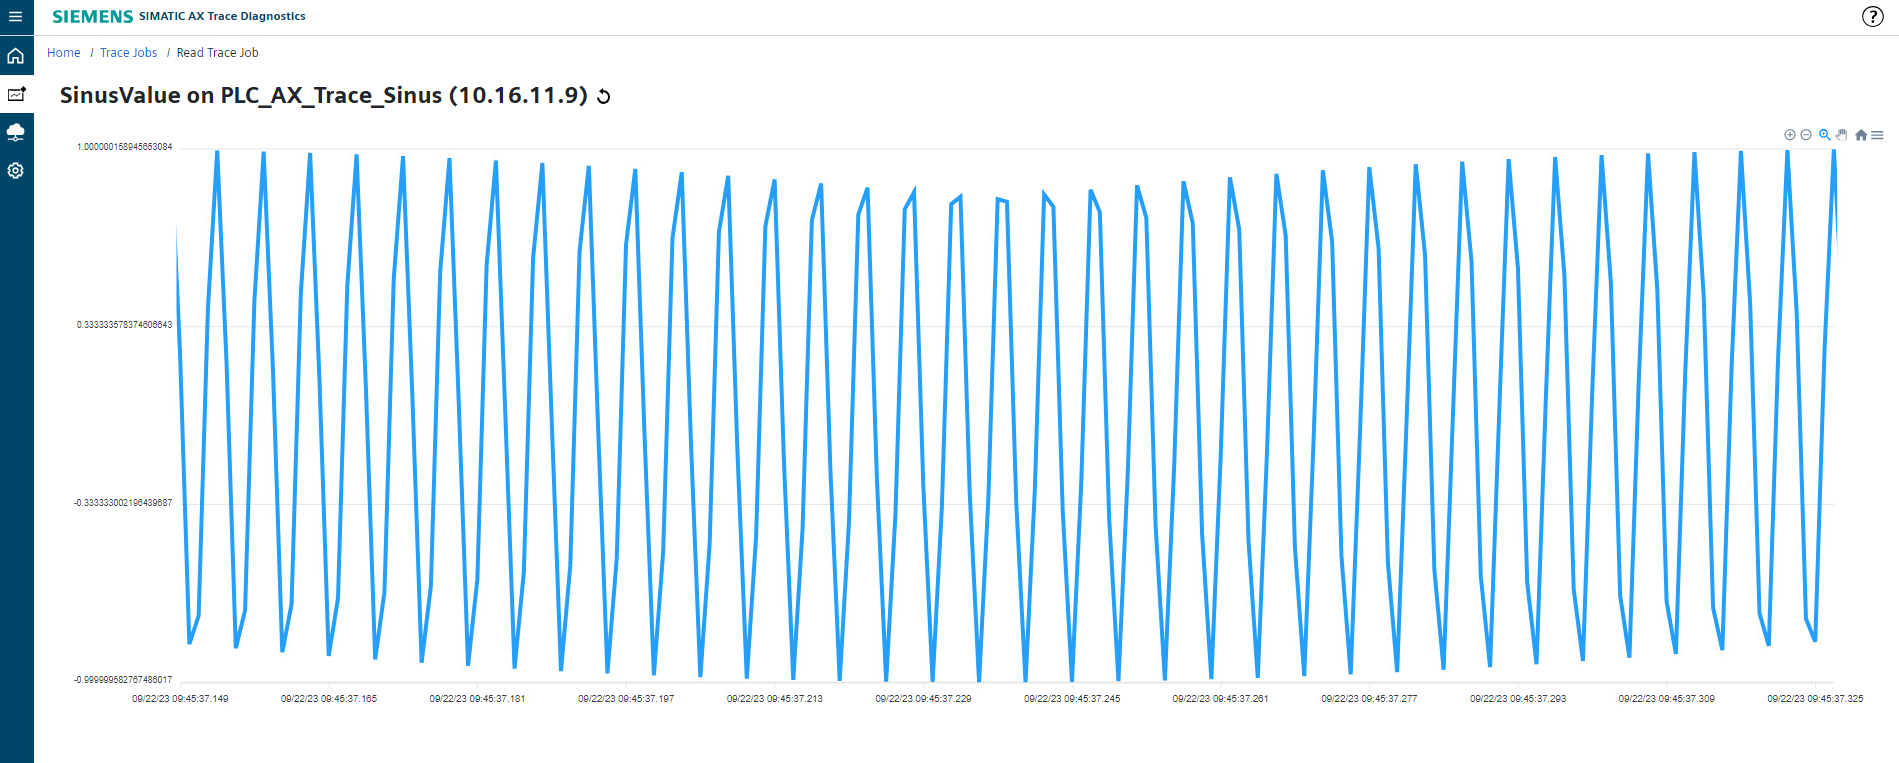 SIEMENS SIMATIC AX Trace Diagnostics
Home / Trace Jobs / Read Trace Job
SinusValue on PLC_AX_Trace_Sinus (10.16.11.9)
1.000000158945653084
0.333333578374606643
-0.333333002196439687
-0.999999582767486017
09/22/23 09:45:37.149 09/22/23 09:45:37.165 09/22/23 09:45:37.181 09/22/23 09:45:37.197 09/22/23 09:45:37.213 09/22/23 09:45:37.229 09/22/23 09:45:37.245 09/22/23 09:45:37.261 09/22/23 09:45:37.277 09/22/23 09:45:37.293 09/22/23 09:45:37.309 09/22/23 09:45:37.325